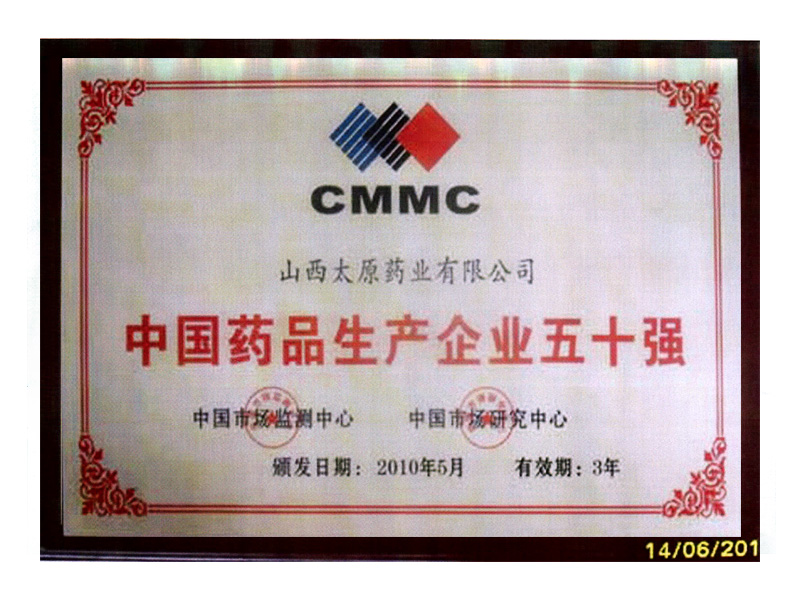 CMMC
山西太原药业有限公司
中国药品生产企业五十强
中国市场监测中心 中国市场研究中心
颁发日期：2010年5月 有效期：3年
14/06/201